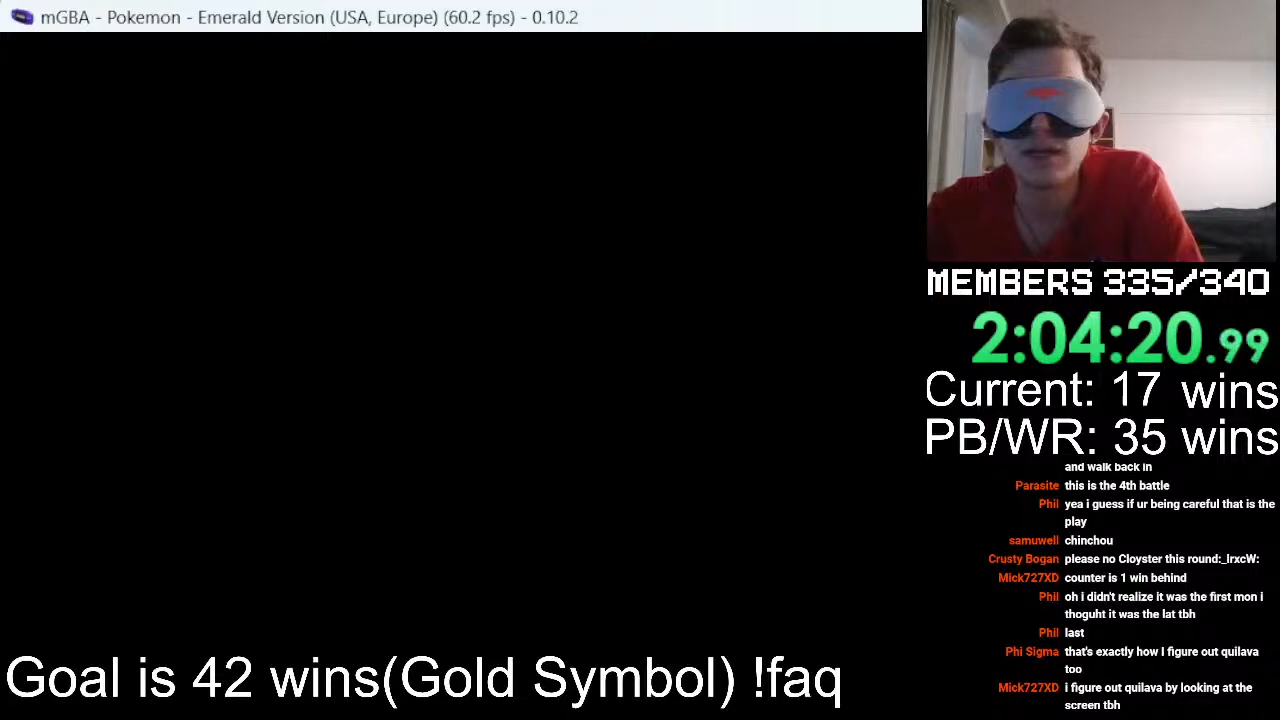 mGBA - Pokemon - Emerald Version (USA, Europe) (60.2 fps) - 0.10.2
MEMBERS 335/340
2:04:20.99
Current: 17 wins
PB/WR: 35 wins
and walk back in
Parasite this is the 4th battle
Phil yea i guess if ur being careful that is the
play
samuwell chinchou
Crusty Bogan please no Cloyster this round:_lrxcW:
Mick727XD counter is 1 win behind
Phil oh i didn't realize it was the first mon i
thoguht it was the lat tbh
Phil last
Phi Sigma that's exactly how I figure out quilava
too
Mick727XD i figure out quilava by looking at the
screen tbh
Goal is 42 wins(Gold Symbol) !faq